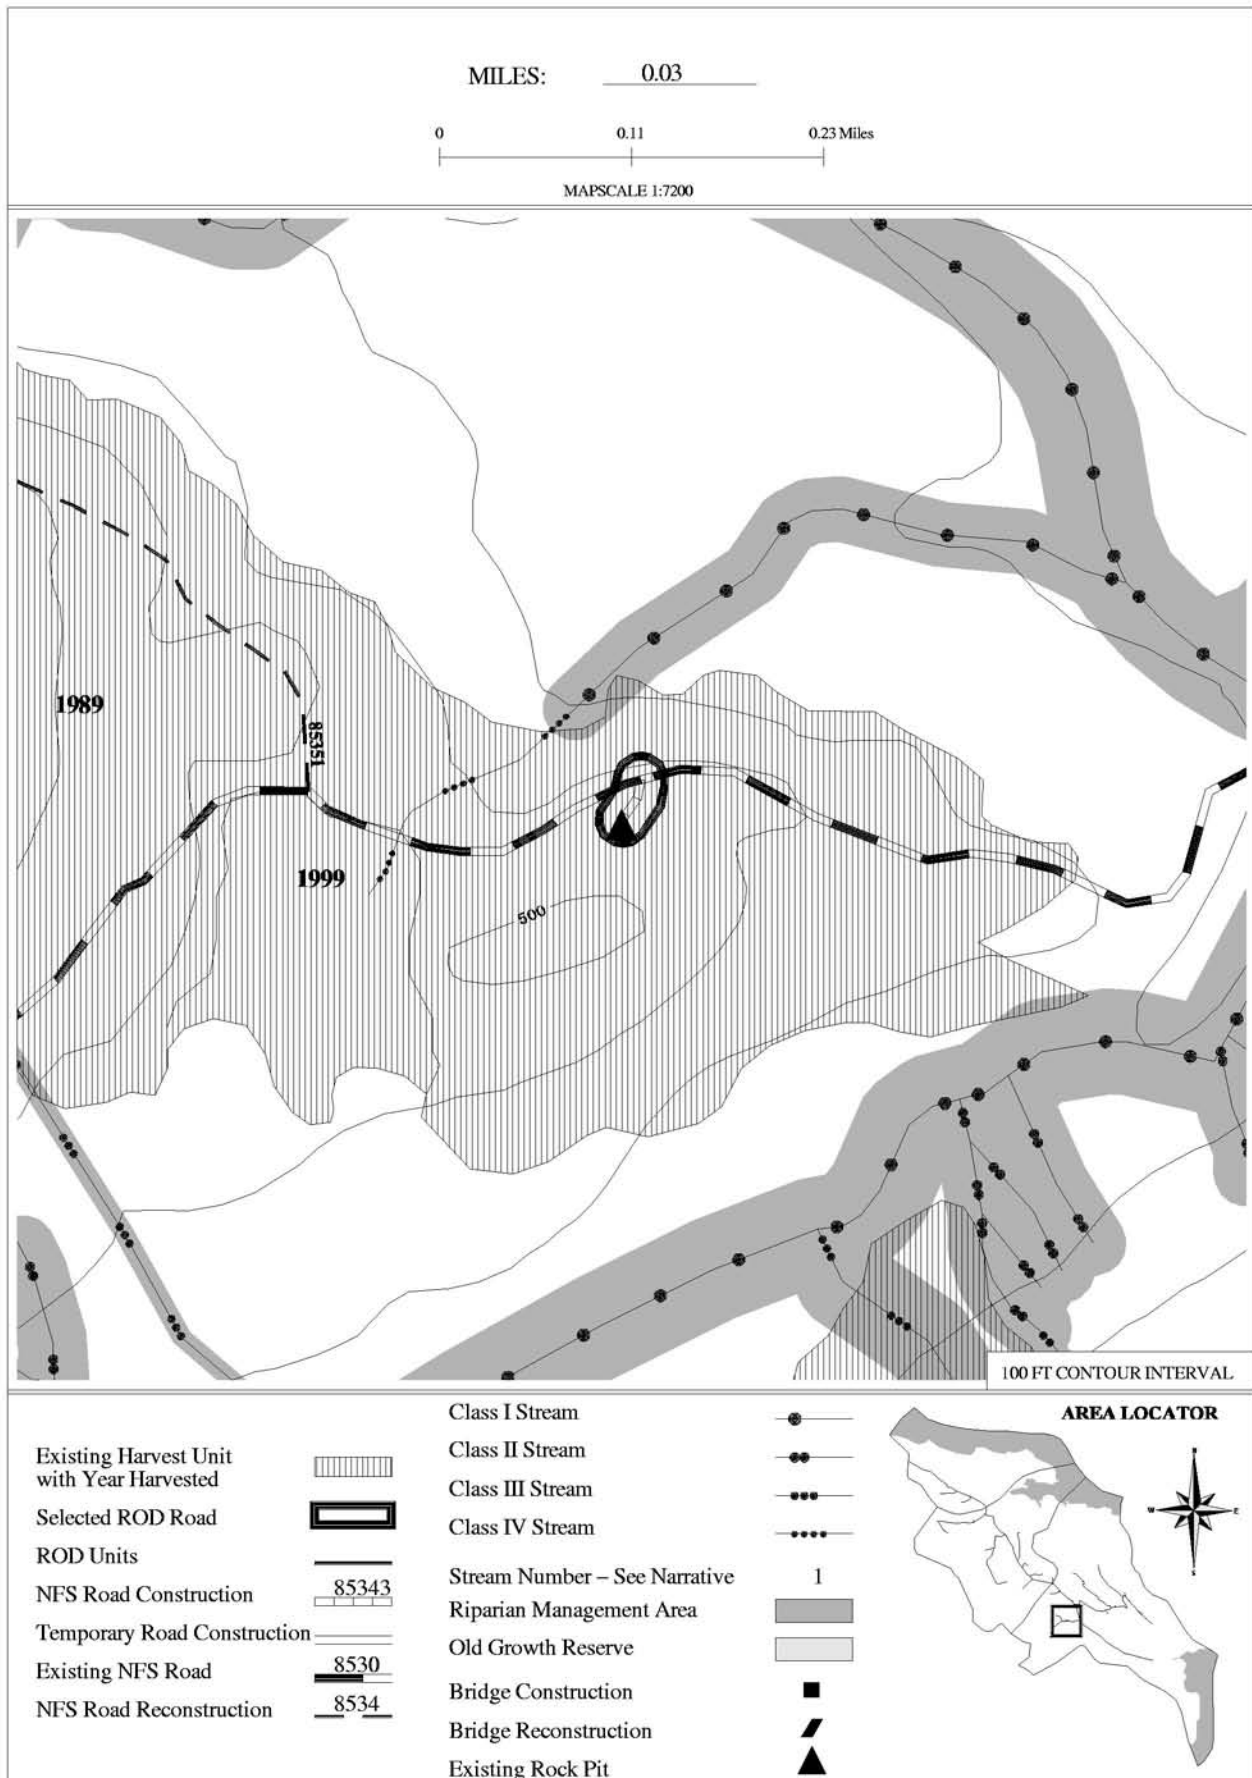 MILES: 0.03
0 0.11 0.23 Miles
MAPSCALE 1:7200
1989
85351
1999
500
100 FT CONTOUR INTERVAL
Existing Harvest Unit
with Year Harvested
Selected ROD Road
ROD Units
NFS Road Construction 85343
Temporary Road Construction
Existing NFS Road 8530
NFS Road Reconstruction 8534
Class I Stream
Class II Stream
Class III Stream
Class IV Stream
Stream Number – See Narrative 1
Riparian Management Area
Old Growth Reserve
Bridge Construction
Bridge Reconstruction
Existing Rock Pit
AREA LOCATOR
N
W E
S